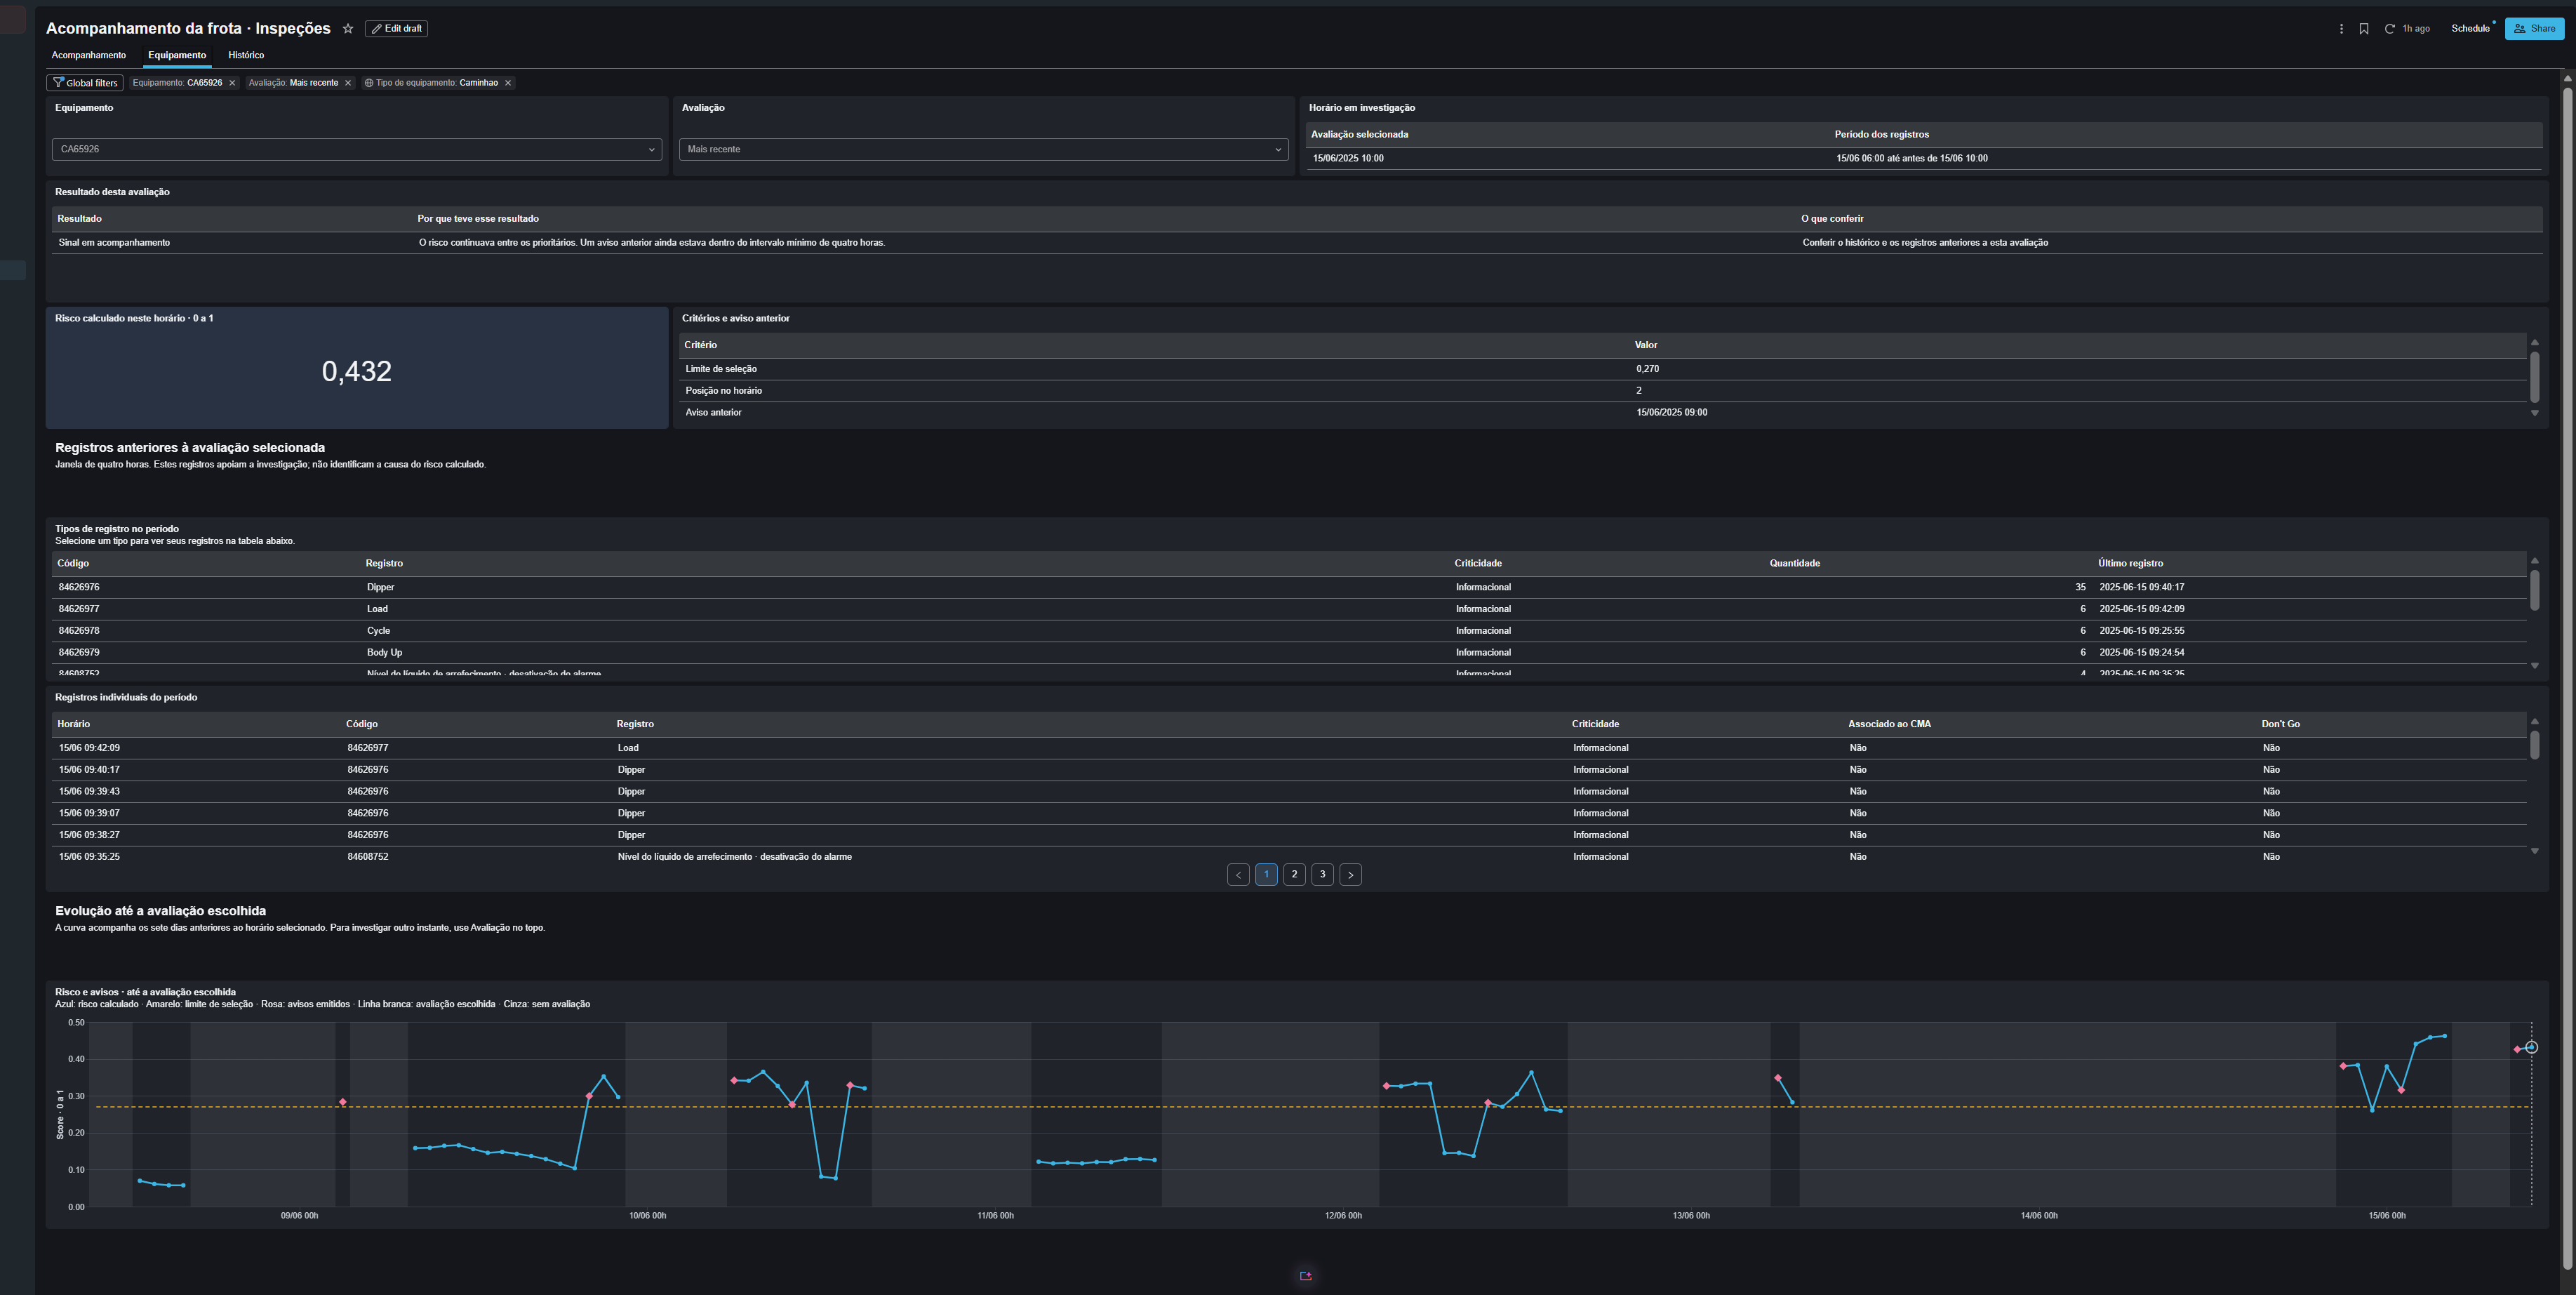 Acompanhamento da frota · Inspeções
Edit draft
1h ago
Schedule
Share
Acompanhamento
Equipamento
Histórico
Global filters
Equipamento: CA65926
Avaliação: Mais recente
Tipo de equipamento: Caminhao
Equipamento
CA65926
Avaliação
Mais recente
Horário em investigação
Avaliação selecionada Período dos registros
15/06/2025 10:00 15/06 06:00 até antes de 15/06 10:00
Resultado desta avaliação
Resultado Por que teve esse resultado O que conferir
Sinal em acompanhamento O risco continuava entre os prioritários. Um aviso anterior ainda estava dentro do intervalo mínimo de quatro horas. Conferir o histórico e os registros anteriores a esta avaliação
Risco calculado neste horário · 0 a 1
0,432
Critérios e aviso anterior
Critério Valor
Limite de seleção 0,270
Posição no horário 2
Aviso anterior 15/06/2025 09:00
Registros anteriores à avaliação selecionada
Janela de quatro horas. Estes registros apoiam a investigação; não identificam a causa do risco calculado.
Tipos de registro no período
Selecione um tipo para ver seus registros na tabela abaixo.
Código Registro Criticidade Quantidade Último registro
84626976 Dipper Informacional 35 2025-06-15 09:40:17
84626977 Load Informacional 6 2025-06-15 09:42:09
84626978 Cycle Informacional 6 2025-06-15 09:25:55
84626979 Body Up Informacional 6 2025-06-15 09:24:54
84608752 Nível do líquido de arrefecimento · desativação do alarme Informacional 4 2025-06-15 09:35:25
Registros individuais do período
Horário Código Registro Criticidade Associado ao CMA Don't Go
15/06 09:42:09 84626977 Load Informacional Não Não
15/06 09:40:17 84626976 Dipper Informacional Não Não
15/06 09:39:43 84626976 Dipper Informacional Não Não
15/06 09:39:07 84626976 Dipper Informacional Não Não
15/06 09:38:27 84626976 Dipper Informacional Não Não
15/06 09:35:25 84608752 Nível do líquido de arrefecimento · desativação do alarme Informacional Não Não
1 2 3
Evolução até a avaliação escolhida
A curva acompanha os sete dias anteriores ao horário selecionado. Para investigar outro instante, use Avaliação no topo.
Risco e avisos · até a avaliação escolhida
Azul: risco calculado · Amarelo: limite de seleção · Rosa: avisos emitidos · Linha branca: avaliação escolhida · Cinza: sem avaliação
Score · 0 a 1
0.50
0.40
0.30
0.20
0.10
0.00
09/06 00h 10/06 00h 11/06 00h 12/06 00h 13/06 00h 14/06 00h 15/06 00h